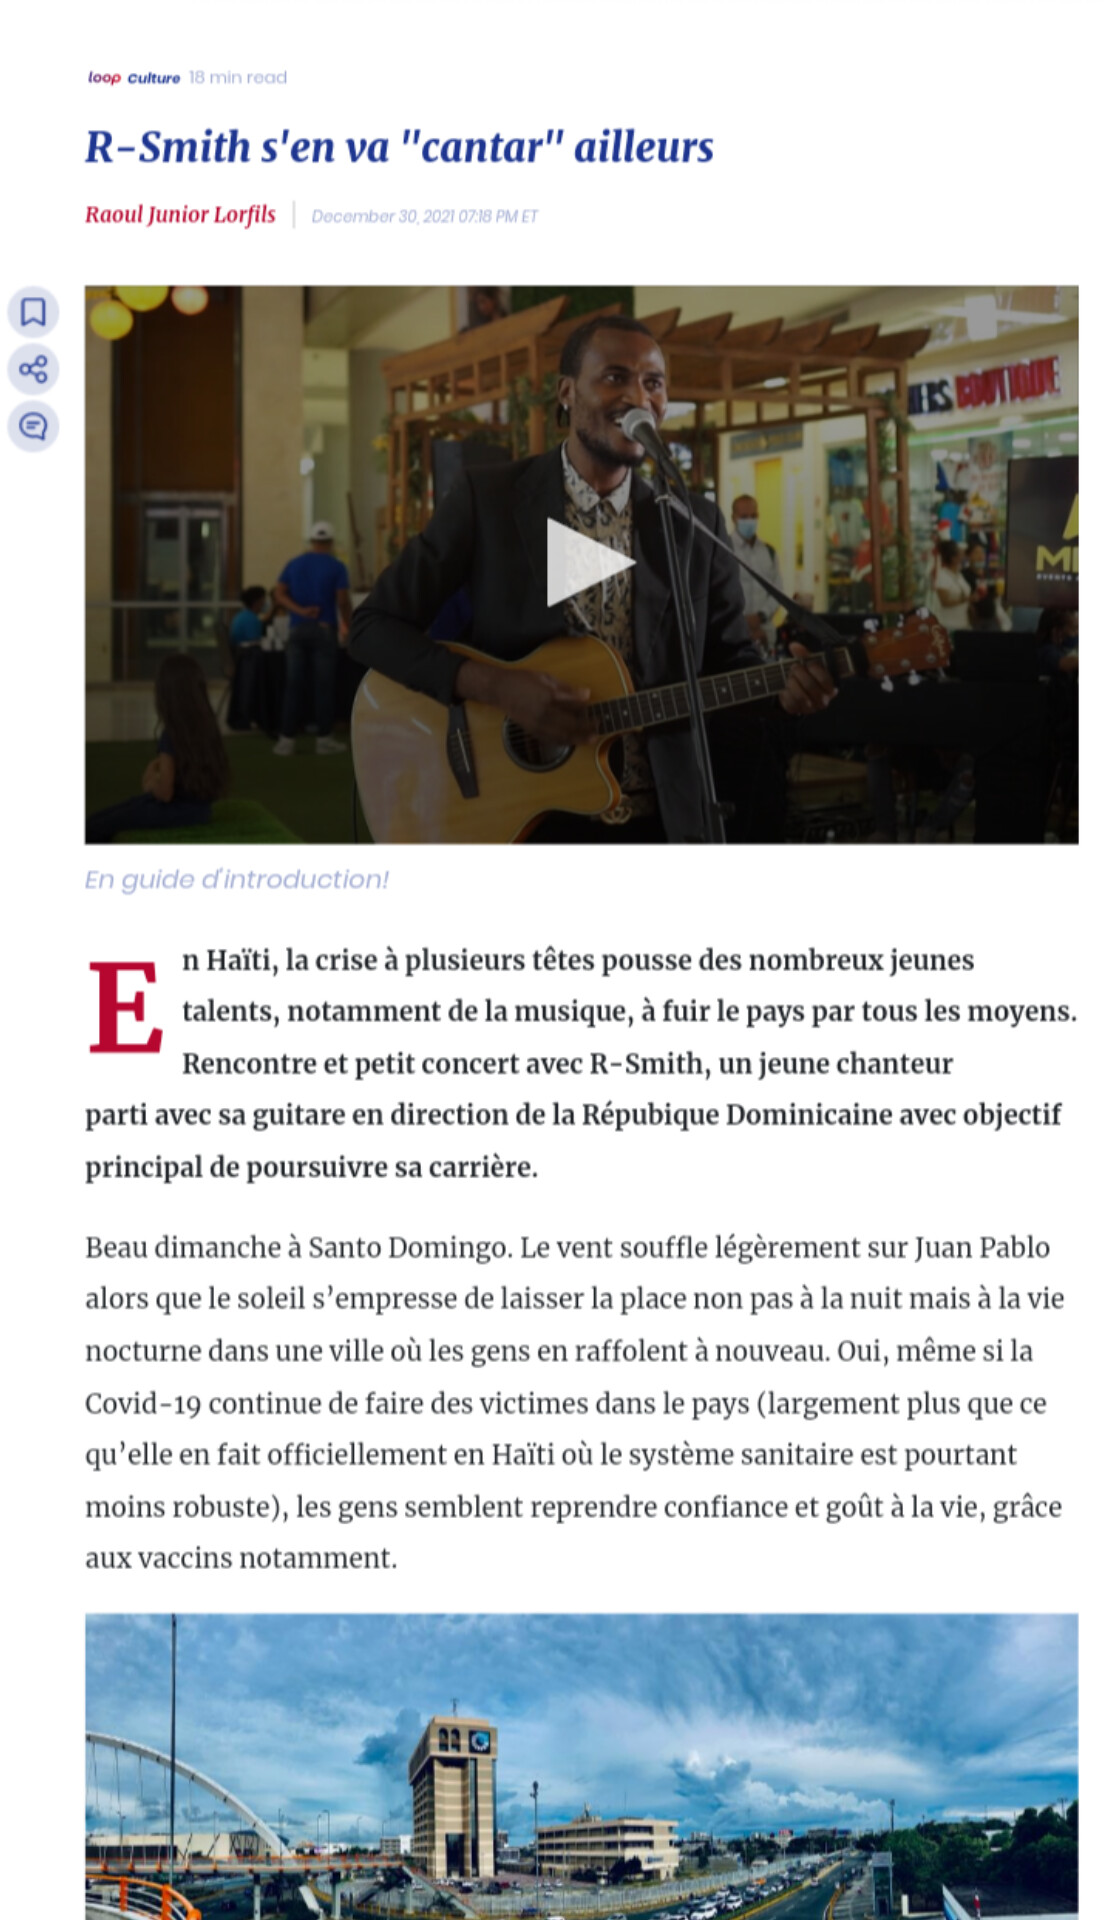 loop culture 18 min read
R-Smith s'en va "cantar" ailleurs
Raoul Junior Lorfils December 30, 2021 07:18 PM ET
BOUTIQUE
En guide d'introduction!
En Haïti, la crise à plusieurs têtes pousse des nombreux jeunes
talents, notamment de la musique, à fuir le pays par tous les moyens.
Rencontre et petit concert avec R-Smith, un jeune chanteur
parti avec sa guitare en direction de la Répubique Dominicaine avec objectif
principal de poursuivre sa carrière.
Beau dimanche à Santo Domingo. Le vent souffle légèrement sur Juan Pablo
alors que le soleil s’empresse de laisser la place non pas à la nuit mais à la vie
nocturne dans une ville où les gens en raffolent à nouveau. Oui, même si la
Covid-19 continue de faire des victimes dans le pays (largement plus que ce
qu’elle en fait officiellement en Haïti où le système sanitaire est pourtant
moins robuste), les gens semblent reprendre confiance et goût à la vie, grâce
aux vaccins notamment.